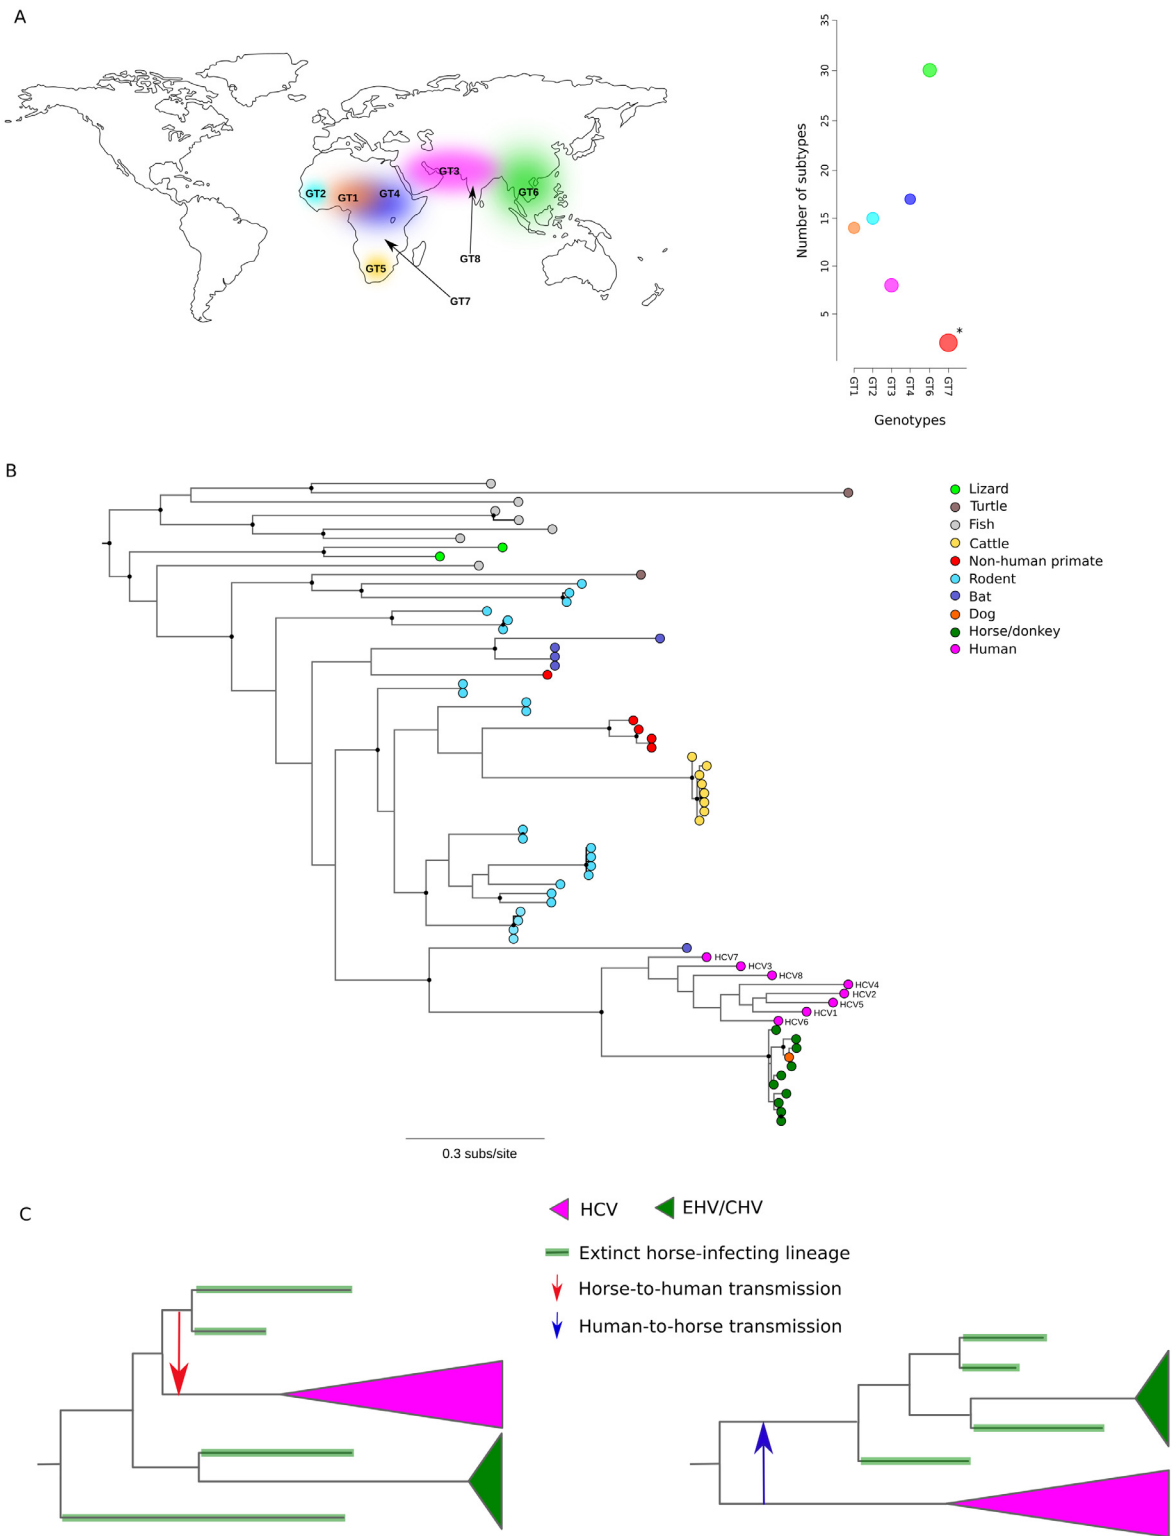 A
GT2
GT1
GT4
GT3
GT6
GT5
GT8
GT7
35
30
25
20
15
10
5
Number of subtypes
*
GT1
GT2
GT3
GT4
GT6
GT7
Genotypes
B
Lizard
Turtle
Fish
Cattle
Non-human primate
Rodent
Bat
Dog
Horse/donkey
Human
HCV7
HCV3
HCV8
HCV4
HCV2
HCV5
HCV1
HCV6
0.3 subs/site
C
HCV
EHV/CHV
Extinct horse-infecting lineage
Horse-to-human transmission
Human-to-horse transmission